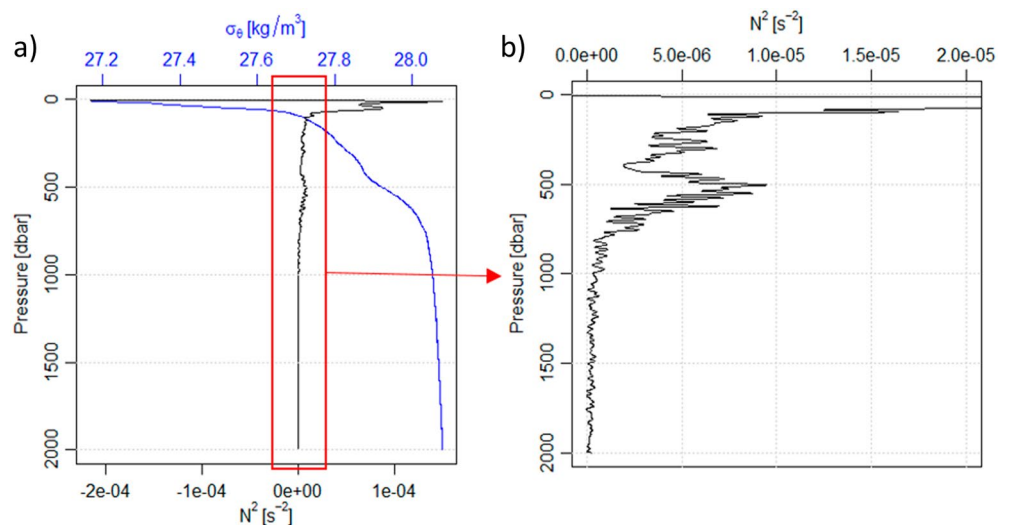 a)
σθ [kg/m³]
27.2 27.4 27.6 27.8 28.0
Pressure [dbar]
0
500
1000
1500
2000
-2e-04 -1e-04 0e+00 1e-04
N² [s⁻²]
b)
N² [s⁻²]
0.0e+00 5.0e-06 1.0e-05 1.5e-05 2.0e-05
Pressure [dbar]
0
500
1000
1500
2000